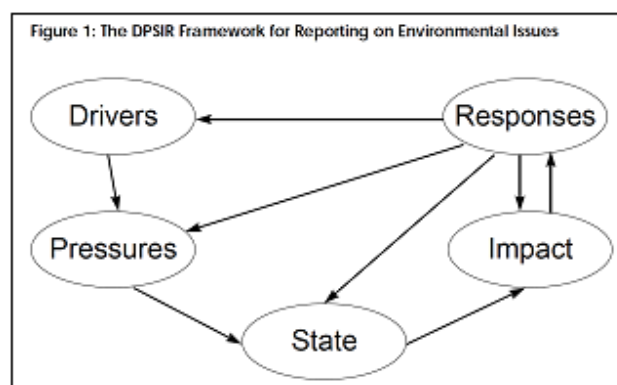 Figure 1: The DPSIR Framework for Reporting on Environmental Issues
Drivers
Responses
Pressures
Impact
State